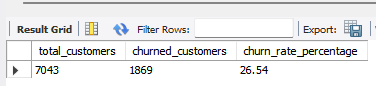 Result Grid Filter Rows: Export:
total_customers churned_customers churn_rate_percentage
7043 1869 26.54